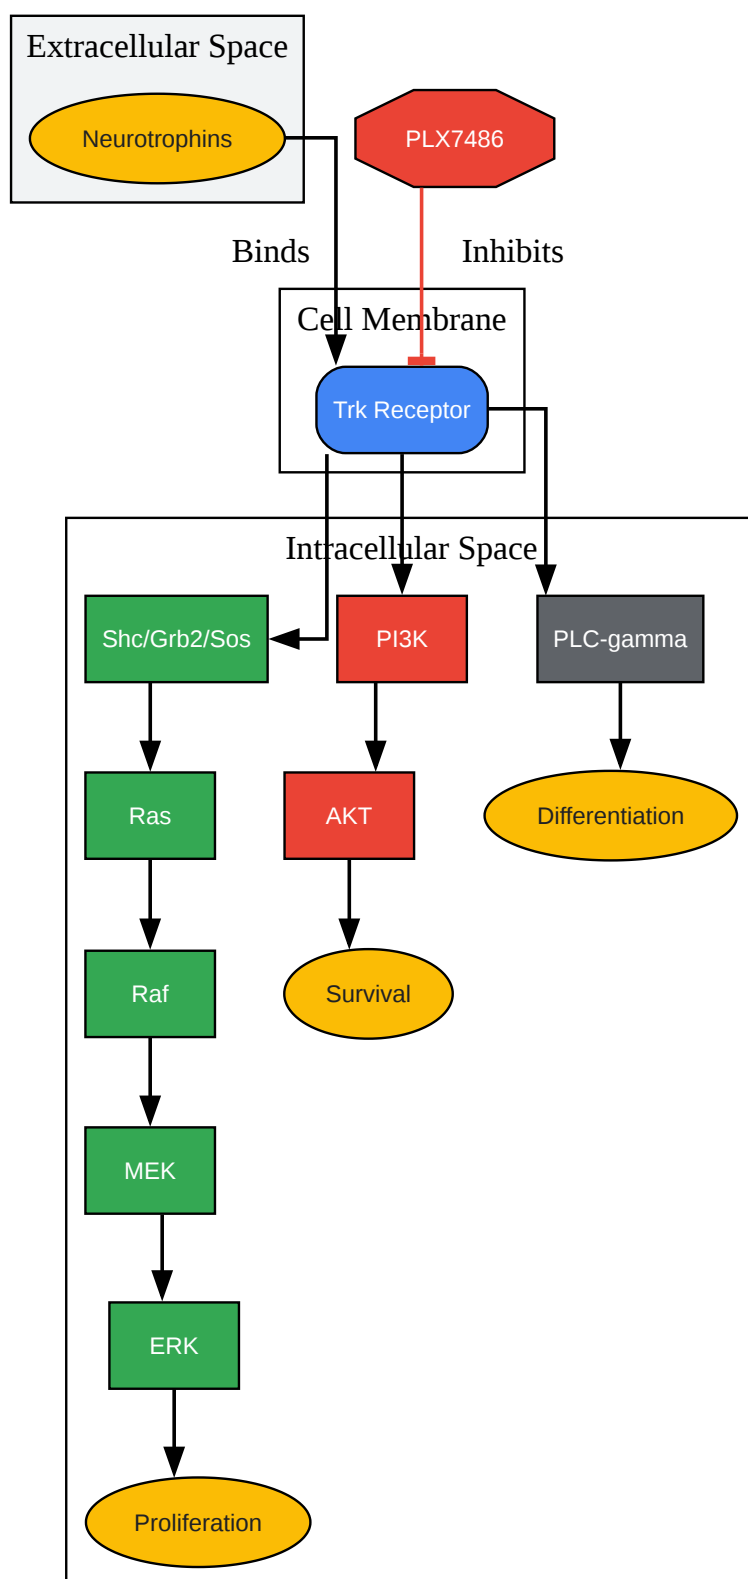 Extracellular Space
Neurotrophins
PLX7486
Binds
Inhibits
Cell Membrane
Trk Receptor
Intracellular Space
Shc/Grb2/Sos
PI3K
PLC-gamma
Ras
AKT
Differentiation
Raf
Survival
MEK
ERK
Proliferation